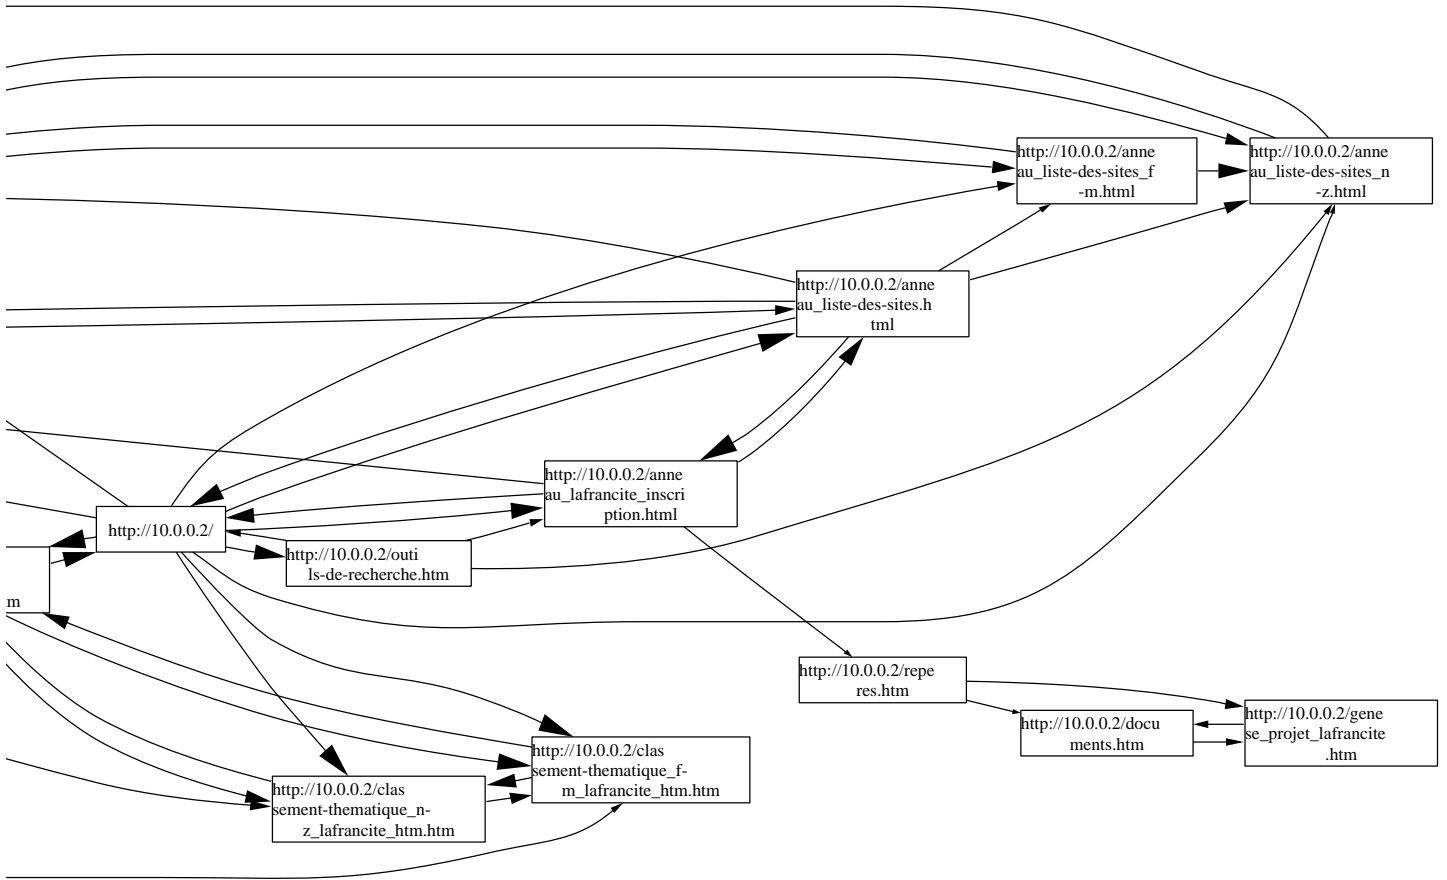 http://10.0.0.2/anne
au_liste-des-sites_f
-m.html
http://10.0.0.2/anne
au_liste-des-sites_n
-z.html
http://10.0.0.2/anne
au_liste-des-sites.h
tml
http://10.0.0.2/anne
au_lafrancite_inscri
ption.html
http://10.0.0.2/
http://10.0.0.2/outi
ls-de-recherche.htm
m
http://10.0.0.2/repe
res.htm
http://10.0.0.2/docu
ments.htm
http://10.0.0.2/gene
se_projet_lafrancite
.htm
http://10.0.0.2/clas
sement-thematique_f-
m_lafrancite_htm.htm
http://10.0.0.2/clas
sement-thematique_n-
z_lafrancite_htm.htm